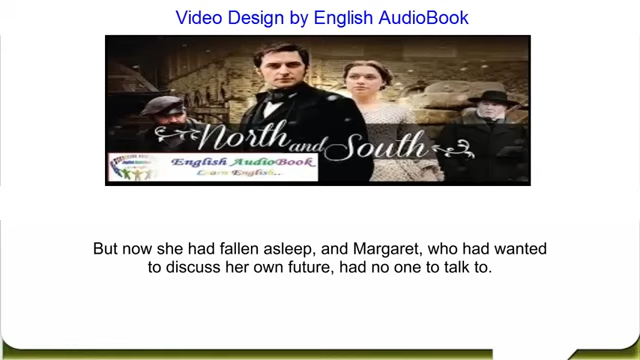 Video Design by English AudioBook
North and South
English AudioBook
Learn English...
But now she had fallen asleep, and Margaret, who had wanted
to discuss her own future, had no one to talk to.